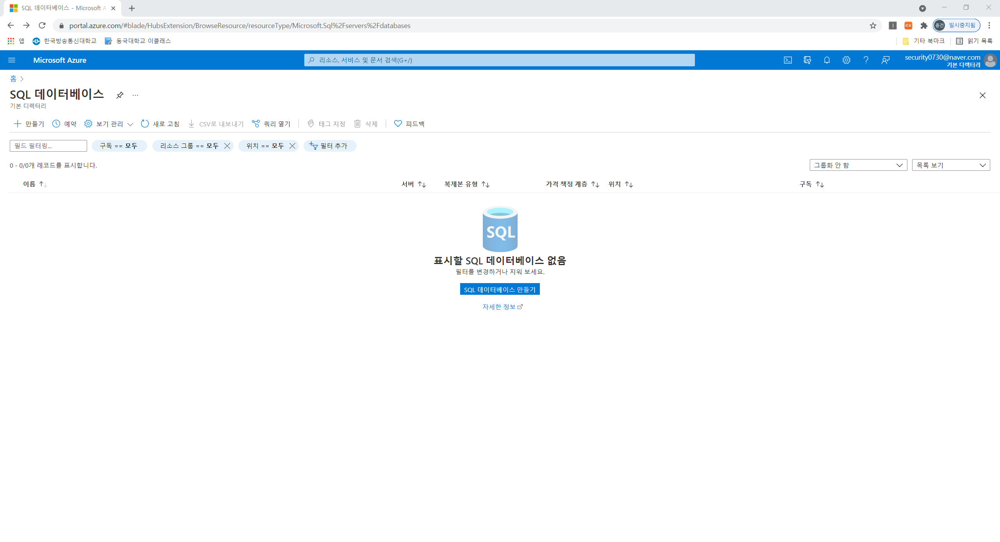 SQL 데이터베이스 - Microsoft A
portal.azure.com/#blade/HubsExtension/BrowseResource/resourceType/Microsoft.Sql%2Fservers%2Fdatabases
EX
충건 일시중지됨
앱 한국방송통신대학교 동국대학교 이클래스 기타 북마크 읽기 목록
Microsoft Azure
리소스, 서비스 및 문서 검색(G+/)
security0730@naver.com
기본 디렉터리
홈
SQL 데이터베이스 ...
기본 디렉터리
만들기 예약 보기 관리 새로 고침 CSV로 내보내기 쿼리 열기 태그 지정 삭제 피드백
필드 필터링... 구독 == 모두 리소스 그룹 == 모두 위치 == 모두 필터 추가
0 - 0/0개 레코드를 표시합니다. 그룹화 안 함 목록 보기
이름 서버 복제본 유형 가격 책정 계층 위치 구독
SQL
표시할 SQL 데이터베이스 없음
필터를 변경하거나 지워 보세요.
SQL 데이터베이스 만들기
자세한 정보